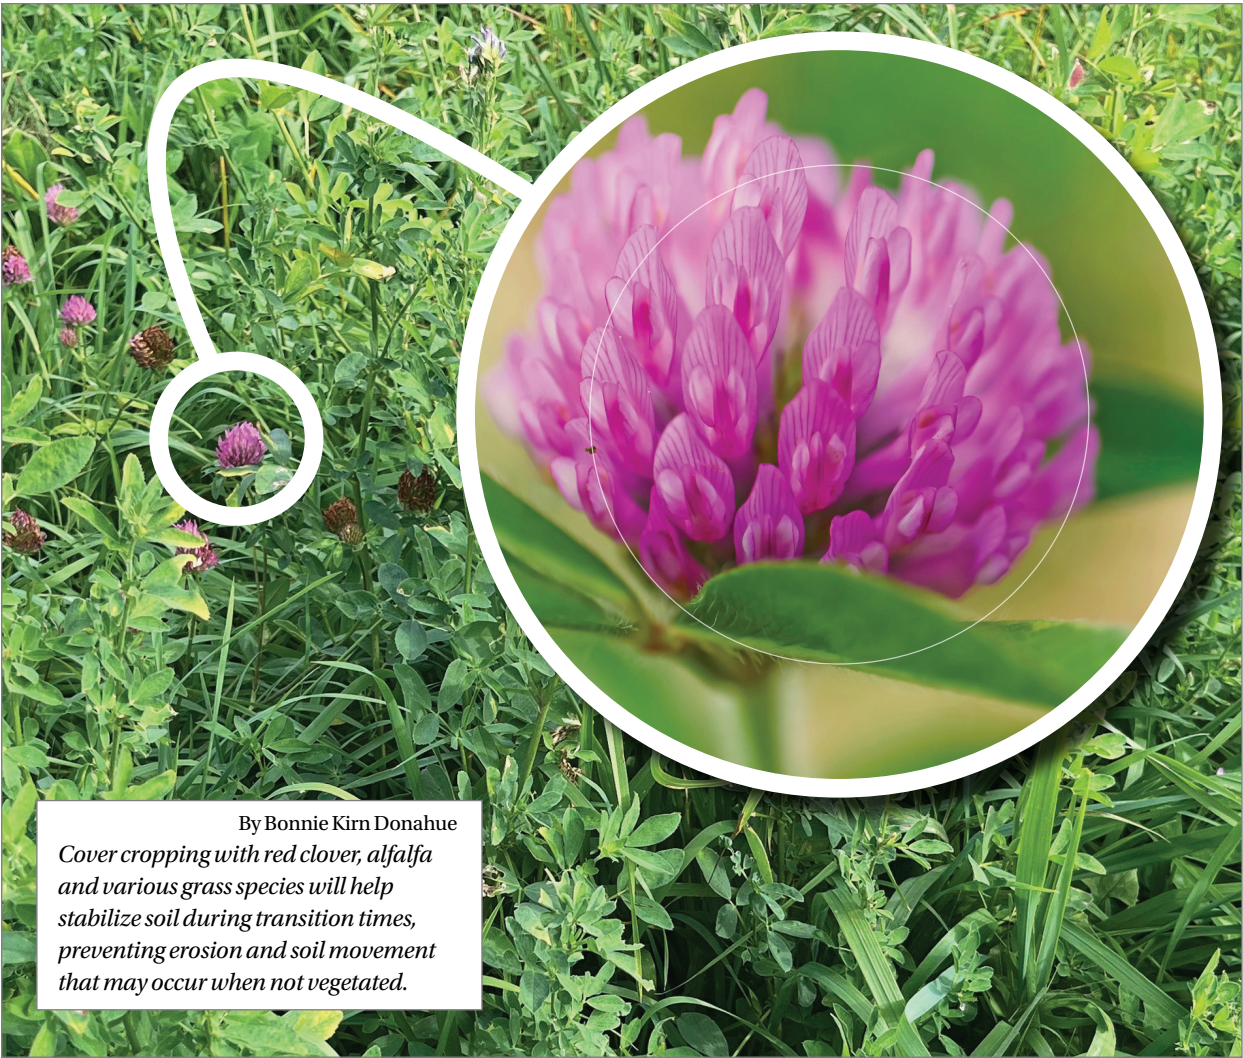 By Bonnie Kirn Donahue
Cover cropping with red clover, alfalfa
and various grass species will help
stabilize soil during transition times,
preventing erosion and soil movement
that may occur when not vegetated.